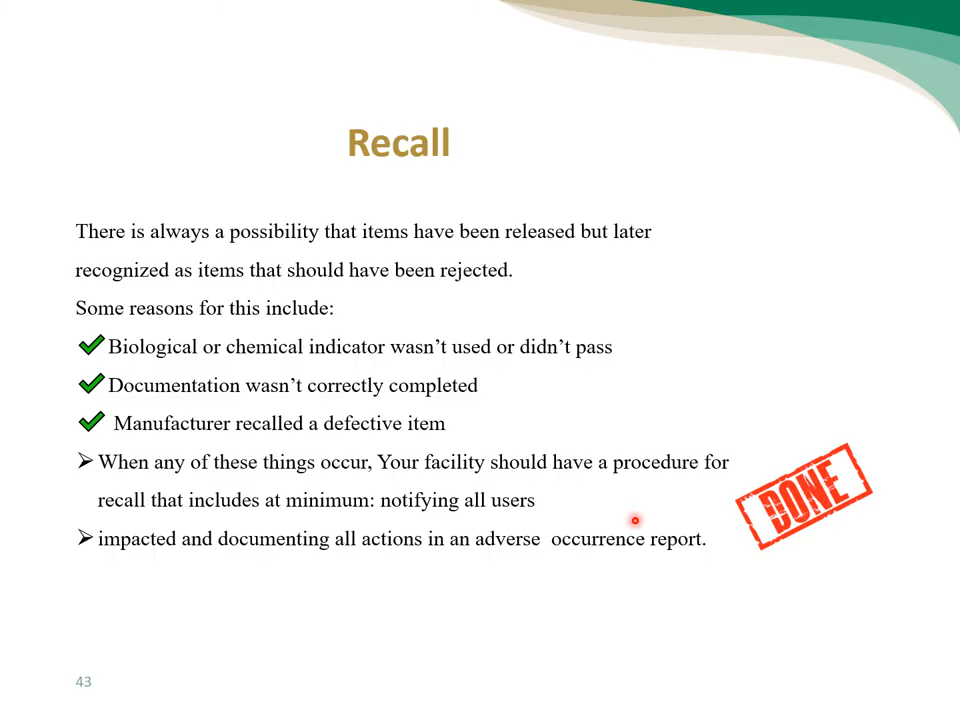 Recall
There is always a possibility that items have been released but later
recognized as items that should have been rejected.
Some reasons for this include:
Biological or chemical indicator wasn't used or didn't pass
Documentation wasn't correctly completed
Manufacturer recalled a defective item
When any of these things occur, Your facility should have a procedure for
recall that includes at minimum: notifying all users
impacted and documenting all actions in an adverse  occurrence report.
DONE
43